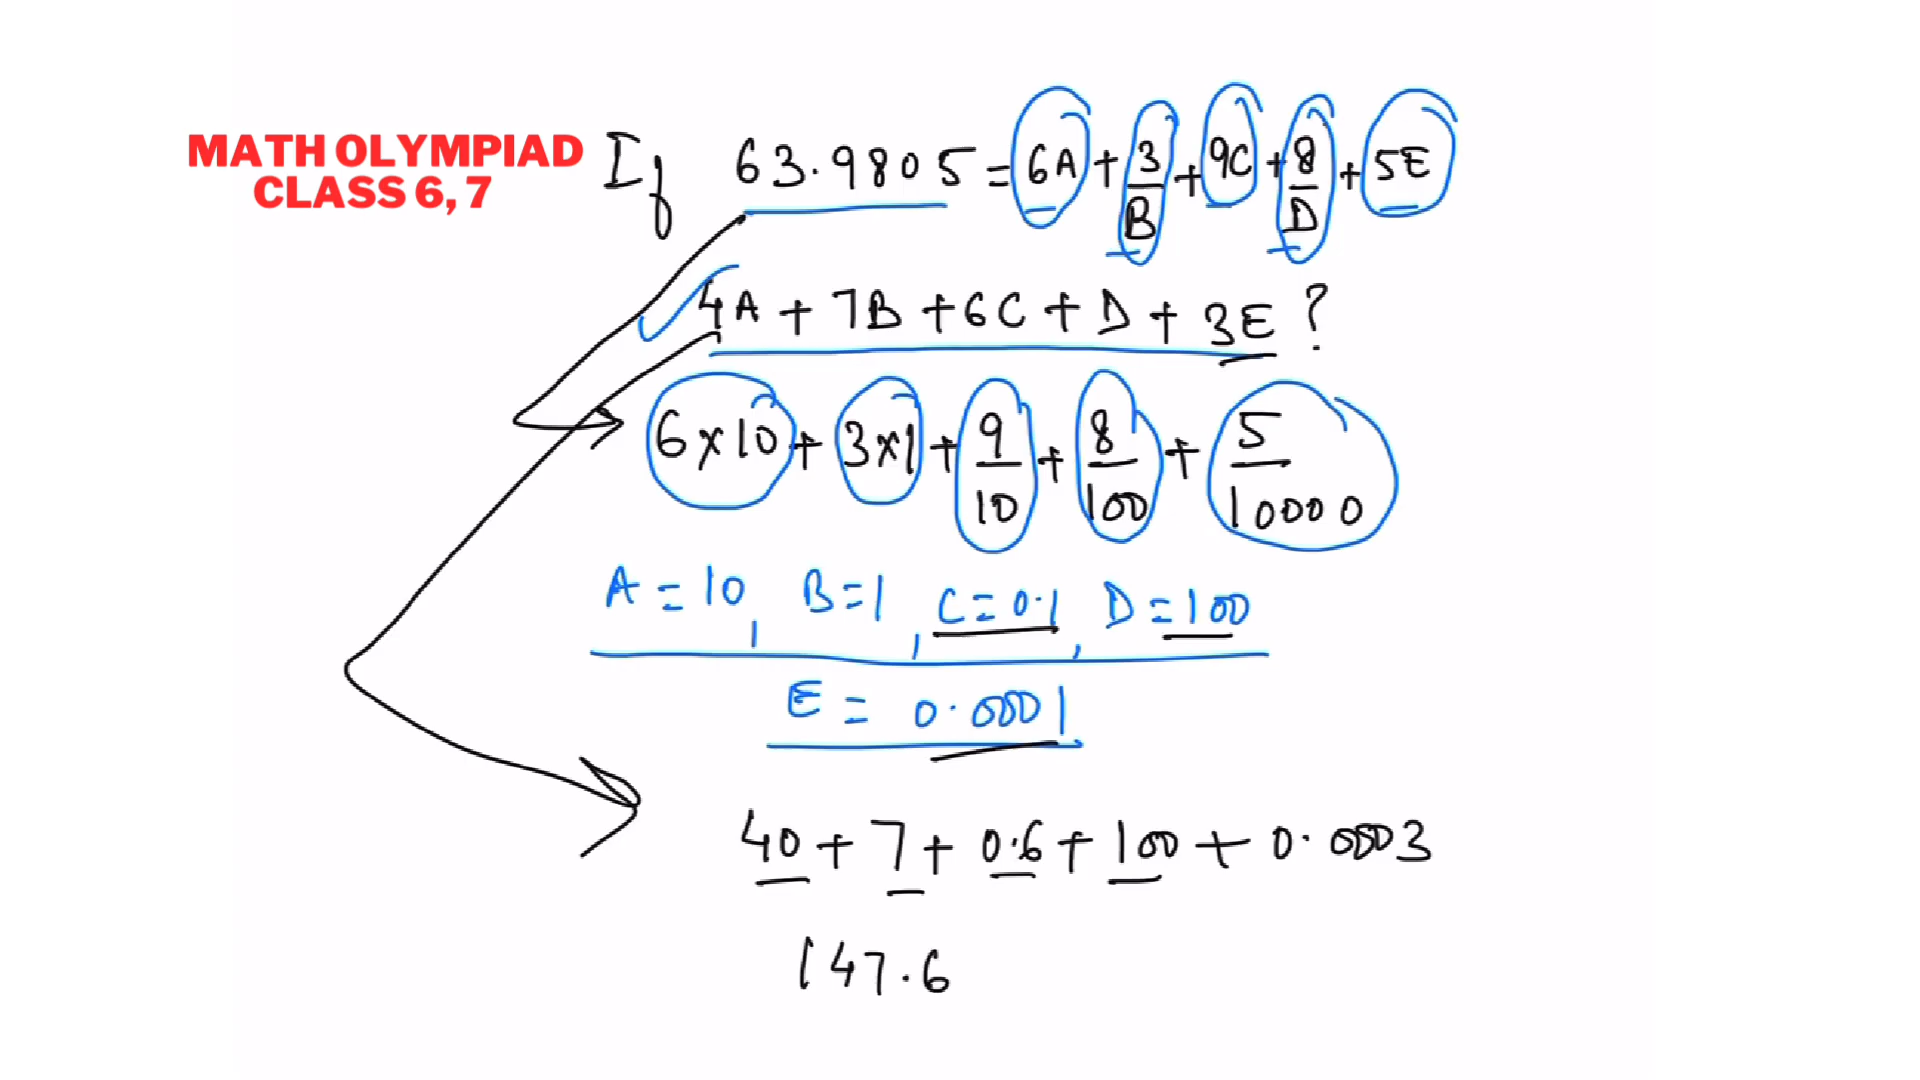 MATH OLYMPIAD
CLASS 6, 7
If 63.9805 = 6A + 3/B + 9C + 8/D + 5E
4A + 7B + 6C + D + 3E ?
6×10 + 3×1 + 9/10 + 8/100 + 5/10000
A = 10, B=1, C=0.1, D=100
E = 0.0001
40 + 7 + 0.6 + 100 + 0.0003
147.6